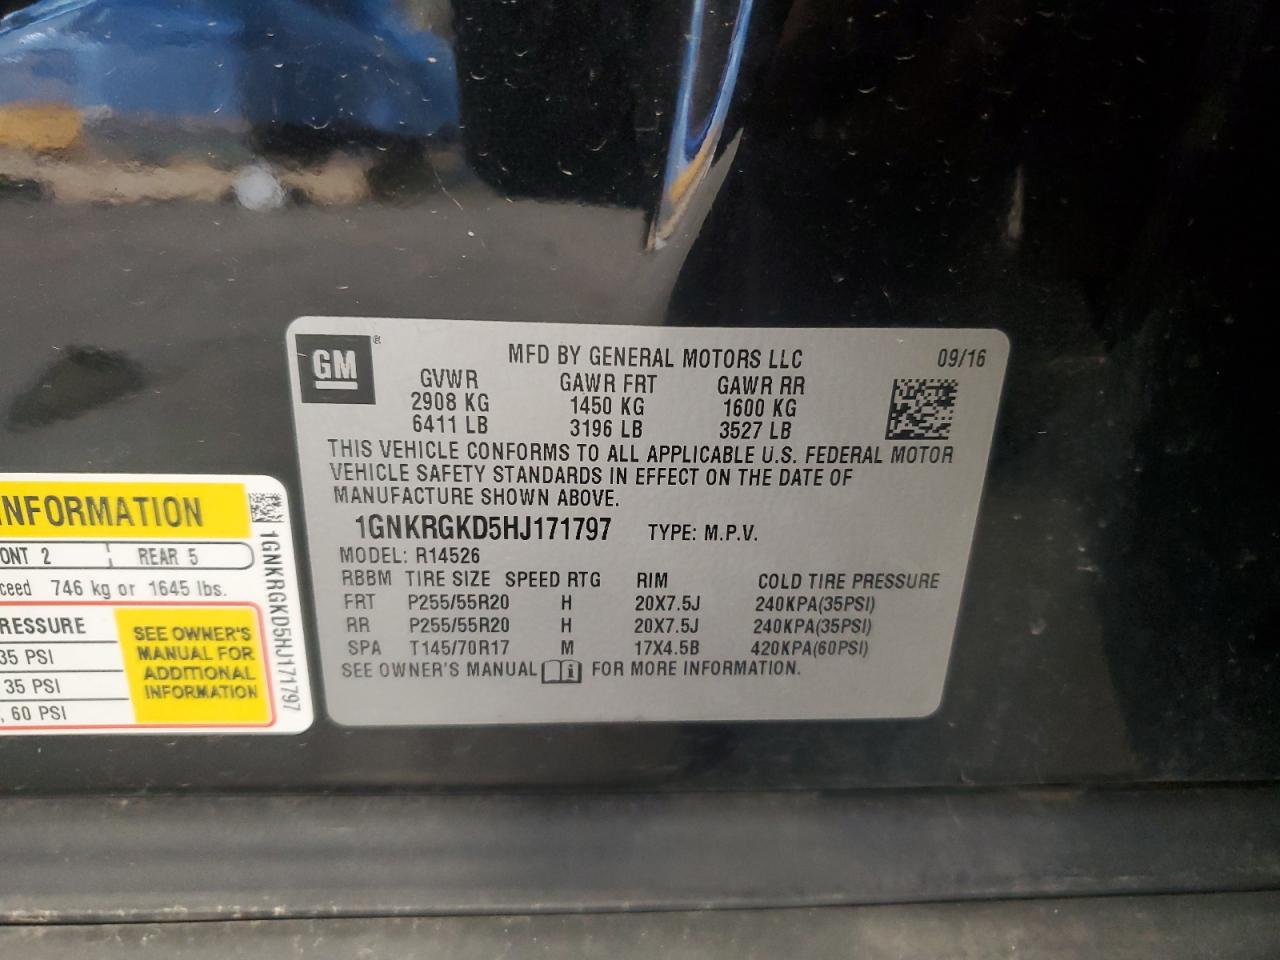 GM
®
MFD BY GENERAL MOTORS LLC
09/16
GVWR GAWR FRT GAWR RR
2908 KG 1450 KG 1600 KG
6411 LB 3196 LB 3527 LB
THIS VEHICLE CONFORMS TO ALL APPLICABLE U.S. FEDERAL MOTOR
VEHICLE SAFETY STANDARDS IN EFFECT ON THE DATE OF
MANUFACTURE SHOWN ABOVE.
1GNKRGKD5HJ171797 TYPE: M.P.V.
MODEL: R14526
RBBM TIRE SIZE SPEED RTG RIM COLD TIRE PRESSURE
FRT P255/55R20 H 20X7.5J 240KPA(35PSI)
RR P255/55R20 H 20X7.5J 240KPA(35PSI)
SPA T145/70R17 M 17X4.5B 420KPA(60PSI)
SEE OWNER'S MANUAL i FOR MORE INFORMATION.
INFORMATION
ONT 2 REAR 5
ceed 746 kg or 1645 lbs.
RESSURE
35 PSI
35 PSI
, 60 PSI
SEE OWNER'S
MANUAL FOR
ADDITIONAL
INFORMATION
1GNKRGKD5HJ171797